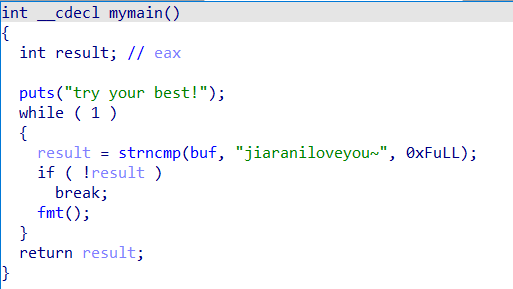 int __cdecl mymain()
{
  int result; // eax

  puts("try your best!");
  while ( 1 )
  {
    result = strncmp(buf, "jiaraniloveyou~", 0xFuLL);
    if ( !result )
      break;
    fmt();
  }
  return result;
}